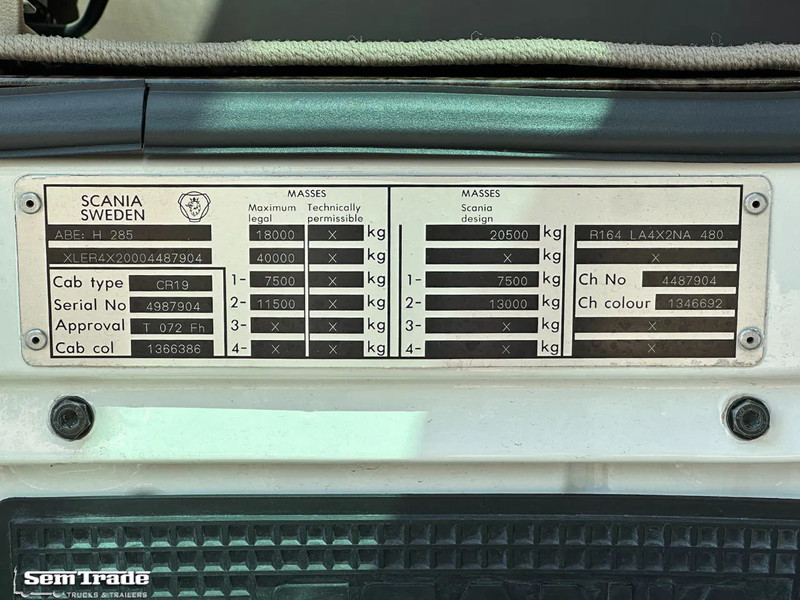 SCANIA
SWEDEN
MASSES
Maximum legal
Technically permissible
MASSES
Scania design
ABE: H 285
18000 X kg
20500 kg
R164 LA4X2NA 480
XLER4X20004487904
40000 X kg
X kg
X
Cab type CR19
1- 7500 X kg
7500 kg
Ch No 4487904
Serial No 4987904
2- 11500 X kg
2- 13000 kg
Ch colour 1346692
Approval T 072 Fh
3- X X kg
3- X kg
X
Cab col 1366386
4- X X kg
4- X kg
X
SemTrade
TRUCKS & TRAILERS